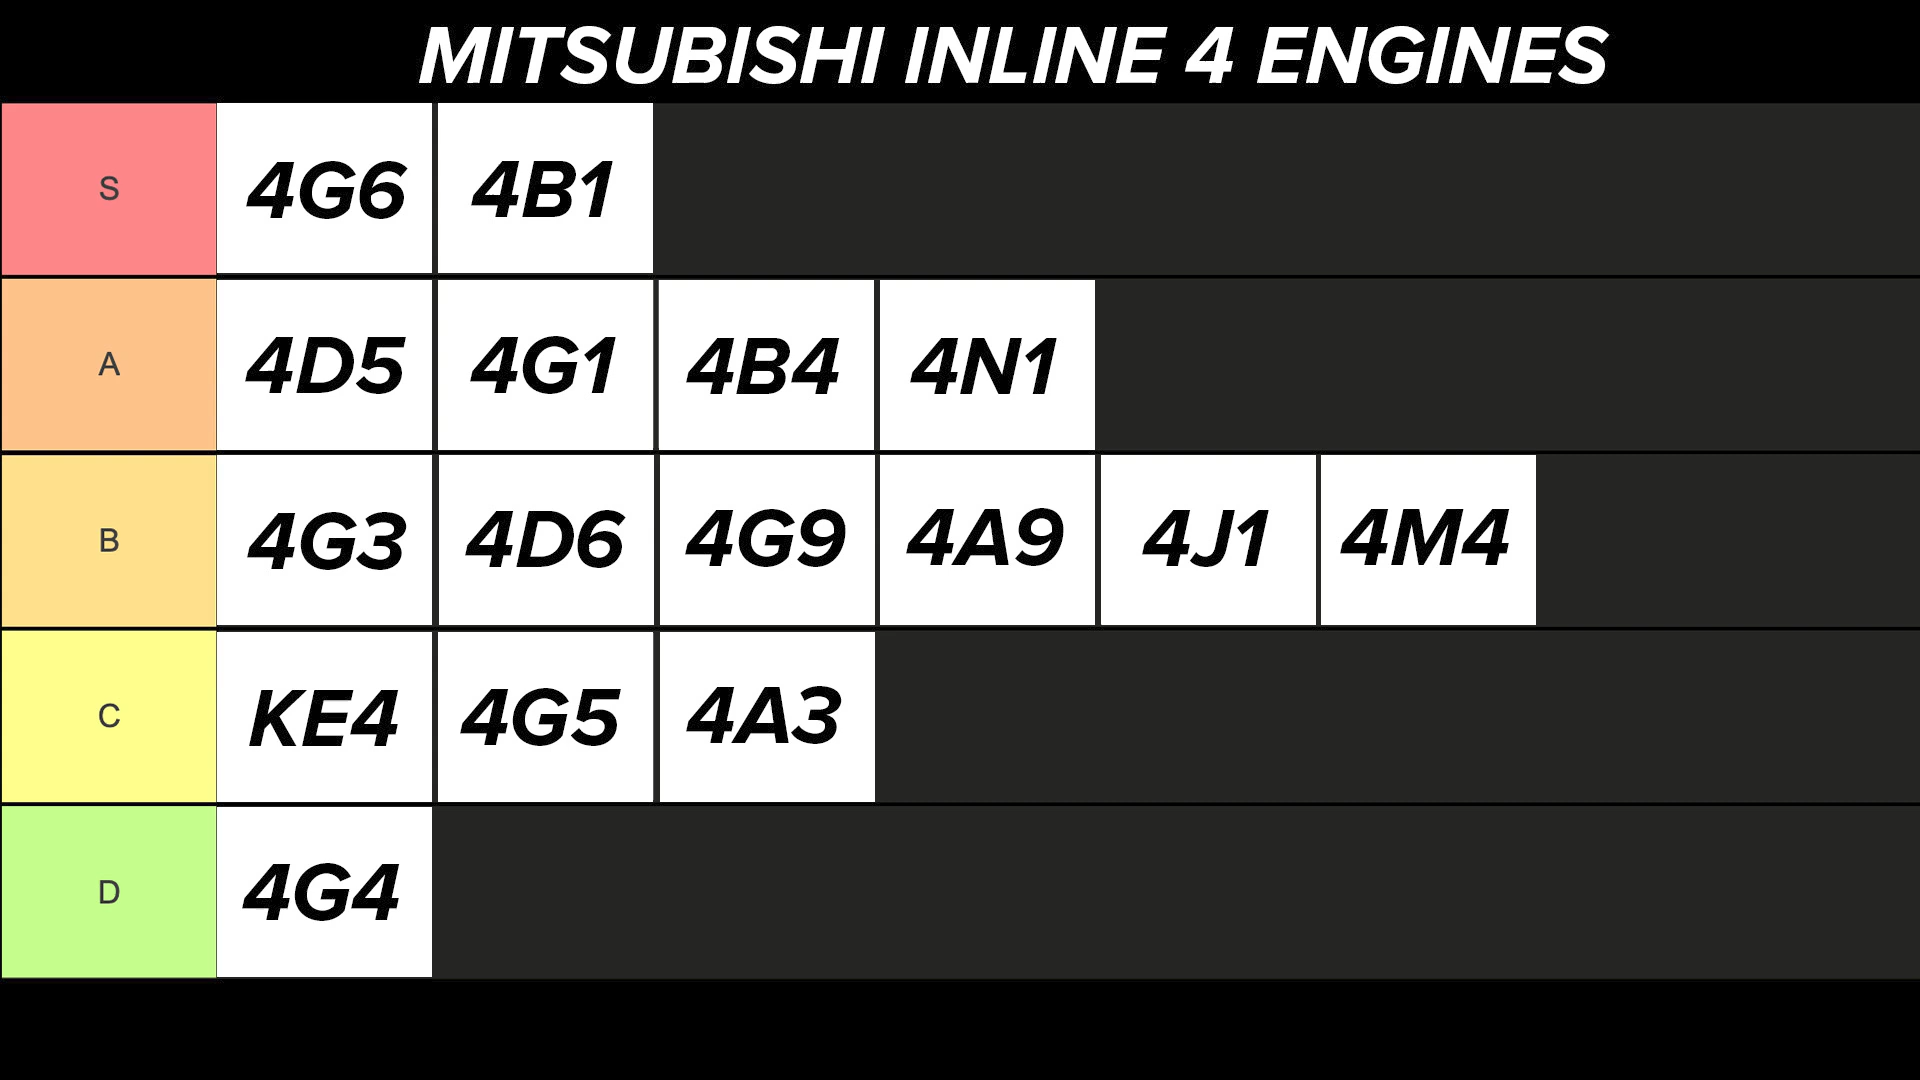 MITSUBISHI INLINE 4 ENGINES
S 4G6 4B1
A 4D5 4G1 4B4 4N1
B 4G3 4D6 4G9 4A9 4J1 4M4
C KE4 4G5 4A3
D 4G4